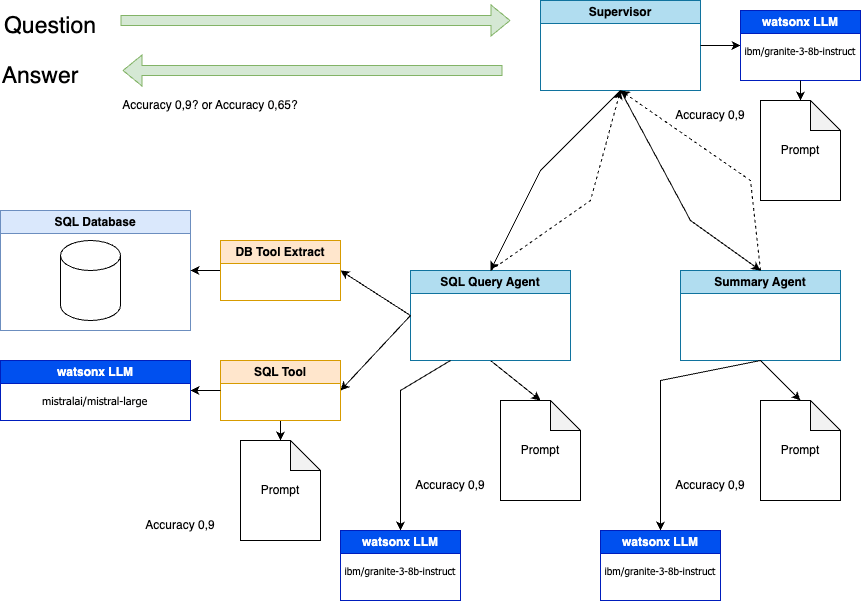 Question
Answer
Accuracy 0,9? or Accuracy 0,65?
Supervisor
watsonx LLM
ibm/granite-3-8b-instruct
Accuracy 0,9
Prompt
SQL Database
DB Tool Extract
SQL Query Agent
Summary Agent
watsonx LLM
mistralai/mistral-large
SQL Tool
Prompt
Accuracy 0,9
Prompt
Accuracy 0,9
Prompt
Accuracy 0,9
watsonx LLM
ibm/granite-3-8b-instruct
watsonx LLM
ibm/granite-3-8b-instruct